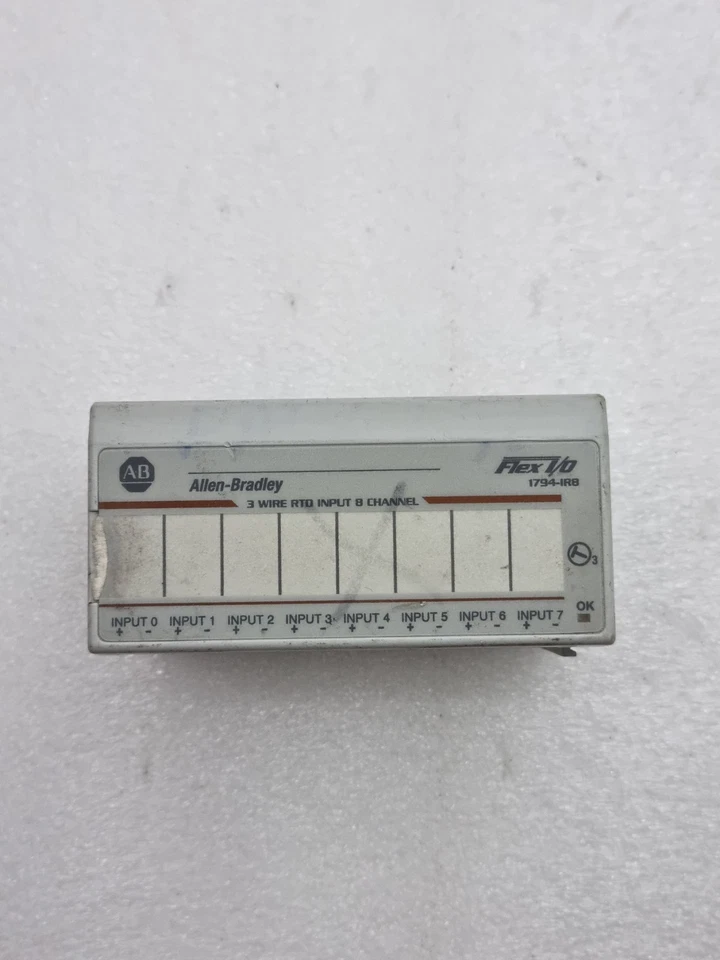 AB
Allen-Bradley
Flex I/O
1794-IR8
3 WIRE RTD INPUT 8 CHANNEL
3
OK
INPUT 0 INPUT 1 INPUT 2 INPUT 3 INPUT 4 INPUT 5 INPUT 6 INPUT 7
+ - + - + - + - + - + - + - + -